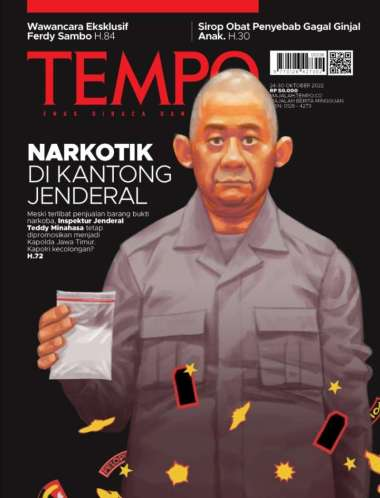 Wawancara Eksklusif
Ferdy Sambo H.84
Sirop Obat Penyebab Gagal Ginjal
Anak. H.30
TEMPO
ENAK DIBACA DAN
24-30 OKTOBER 2022
RP 50.000
MAJALAH.TEMPO.CO
MAJALAH BERITA MINGGUAN
ISSN: 0126 - 4273
NARKOTIK
DI KANTONG
JENDERAL
Meski terlibat penjualan barang bukti
narkoba, Inspektur Jenderal
Teddy Minahasa tetap
dipromosikan menjadi
Kapolda Jawa Timur.
Kapolri kecolongan?
H.72